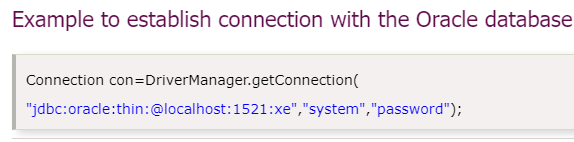 Example to establish connection with the Oracle database
Connection con=DriverManager.getConnection(
"jdbc:oracle:thin:@localhost:1521:xe","system","password");